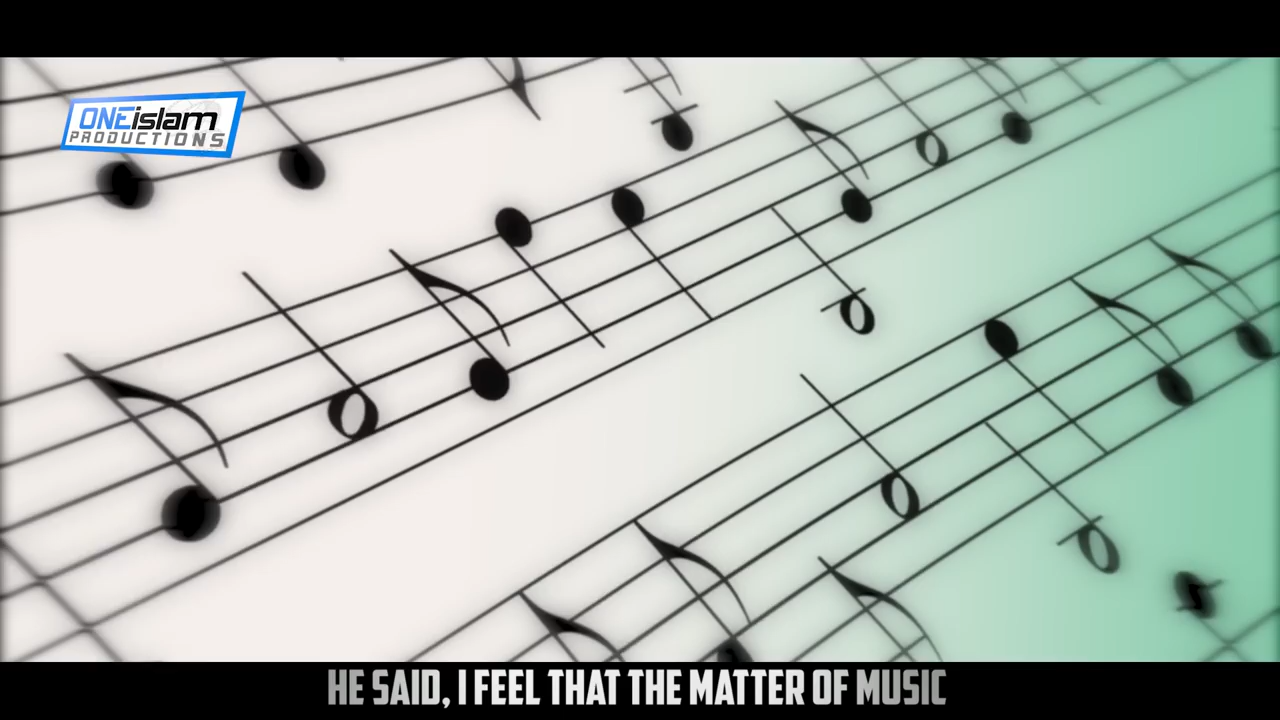 ONEislam
PRODUCTIONS
HE SAID, I FEEL THAT THE MATTER OF MUSIC